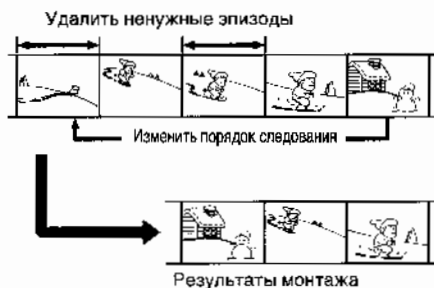 Удалить ненужные эпизоды
Изменить порядок следования
Результаты монтажа